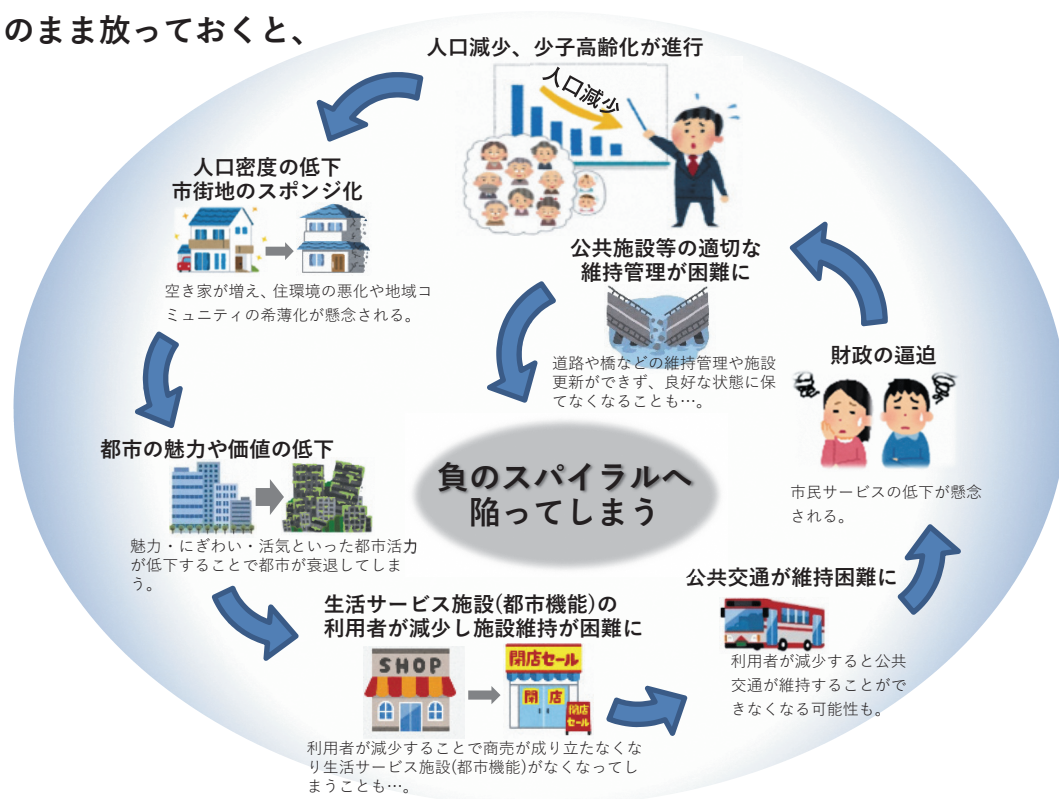 のまま放っておくと、
人口減少、少子高齢化が進行
人口減少
人口密度の低下
市街地のスポンジ化
空き家が増え、住環境の悪化や地域コ
ミュニティの希薄化が懸念される。
公共施設等の適切な
維持管理が困難に
道路や橋などの維持管理や施設
更新ができず、良好な状態に保
てなくなることも…。
財政の逼迫
市民サービスの低下が懸念
される。
都市の魅力や価値の低下
魅力・にぎわい・活気といった都市活力
が低下することで都市が衰退してしま
う。
負のスパイラルへ
陥ってしまう
公共交通が維持困難に
利用者が減少すると公共
交通が維持することがで
きなくなる可能性も。
生活サービス施設(都市機能)の
利用者が減少し施設維持が困難に
SHOP
閉店セール
閉店
閉店
セール
利用者が減少することで商売が成り立たなくな
り生活サービス施設(都市機能)がなくなってし
まうことも…。